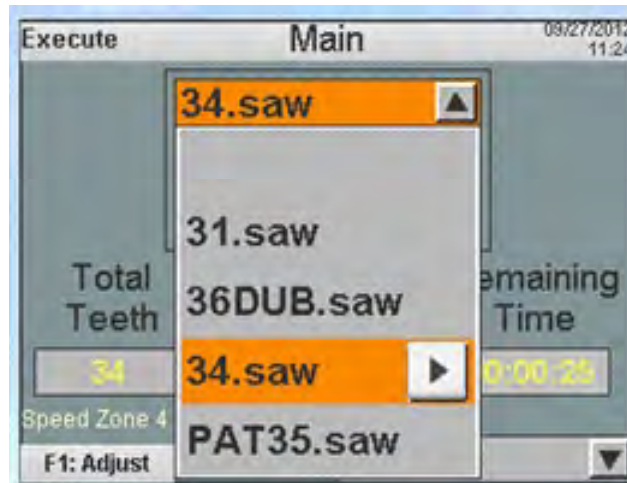 Execute Main 09/27/2012
11:24
34.saw
31.saw
36DUB.saw
34.saw
PAT35.saw
Total
Teeth
34
emaining
Time
0:00:25
Speed Zone 4
F1: Adjust